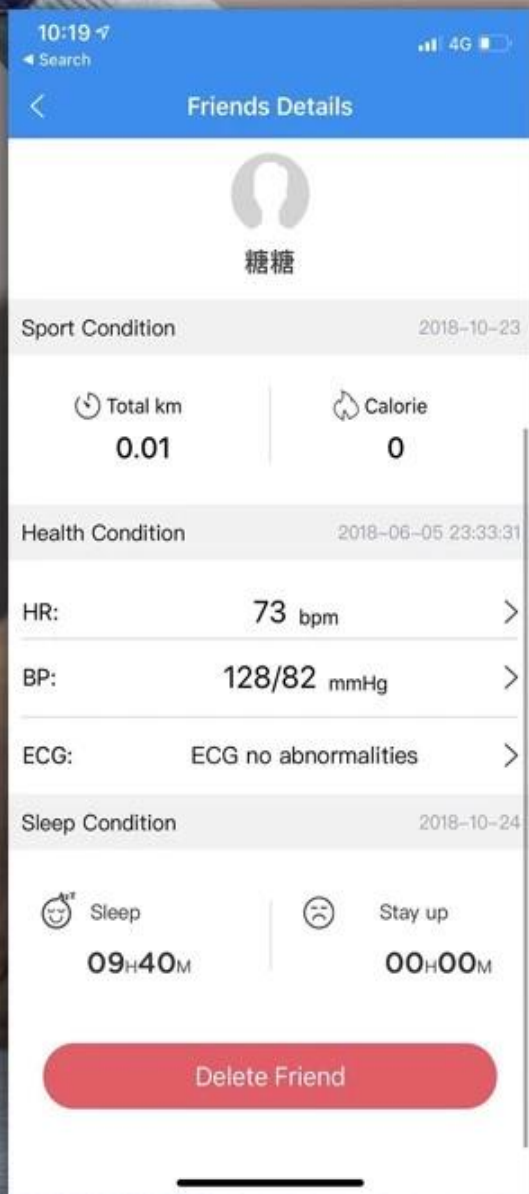 10:19
◀ Search
4G
Friends Details
糖糖
Sport Condition 2018-10-23
Total km Calorie
0.01 0
Health Condition 2018-06-05 23:33:31
HR: 73 bpm
BP: 128/82 mmHg
ECG: ECG no abnormalities
Sleep Condition 2018-10-24
Sleep Stay up
09H40M 00H00M
Delete Friend